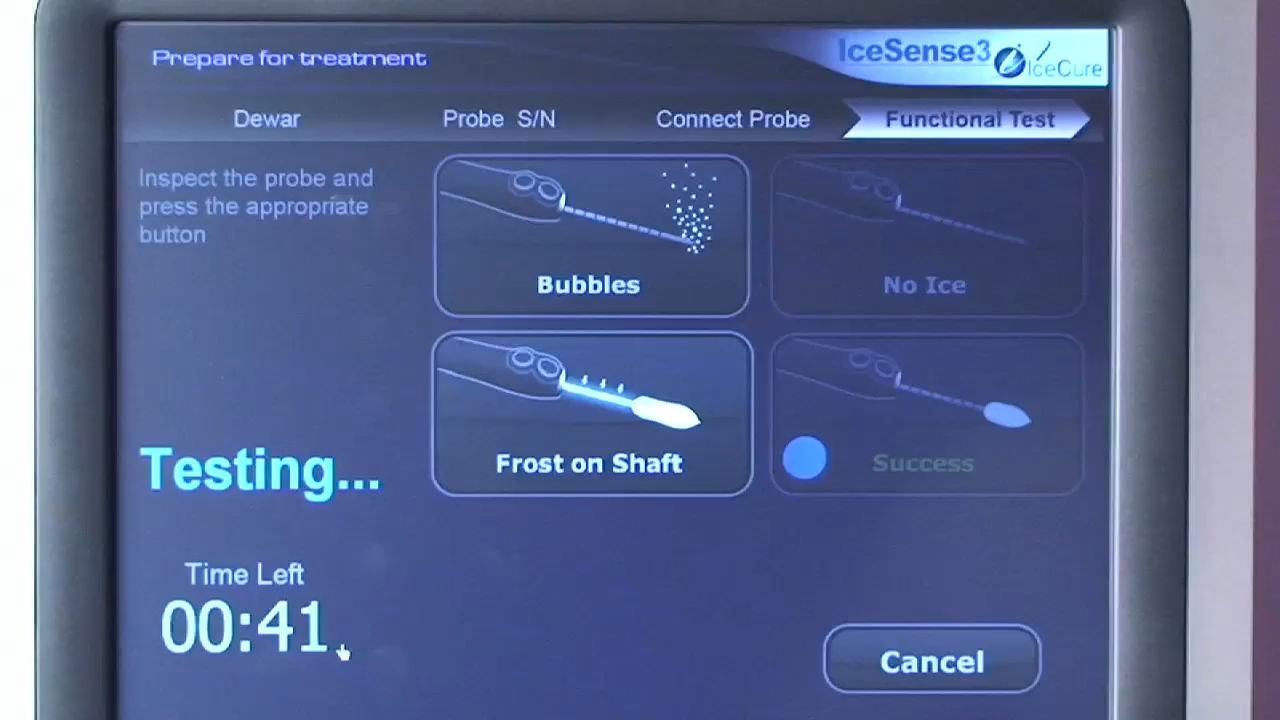 Prepare for treatment
IceSense3
IceCure
Dewar
Probe S/N
Connect Probe
Functional Test
Inspect the probe and
press the appropriate
button
Bubbles
No Ice
Frost on Shaft
Success
Testing...
Time Left
00:41
Cancel